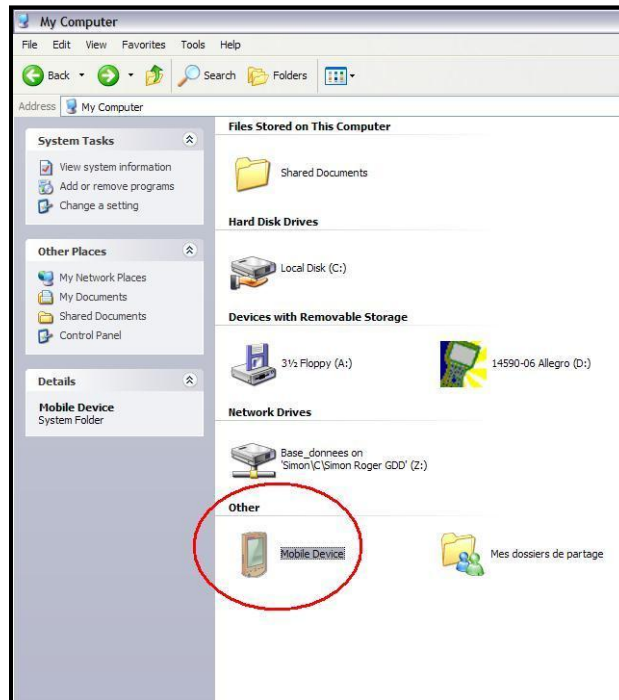 My Computer
File Edit View Favorites Tools Help
Back Search Folders
Address My Computer
System Tasks
View system information
Add or remove programs
Change a setting
Other Places
My Network Places
My Documents
Shared Documents
Control Panel
Details
Mobile Device
System Folder
Files Stored on This Computer
Shared Documents
Hard Disk Drives
Local Disk (C:)
Devices with Removable Storage
3½ Floppy (A:)
14590-06 Allegro (D:)
Network Drives
Base_donnees on
'Simon\C\Simon Roger GDD' (Z:)
Other
Mobile Device
Mes dossiers de partage